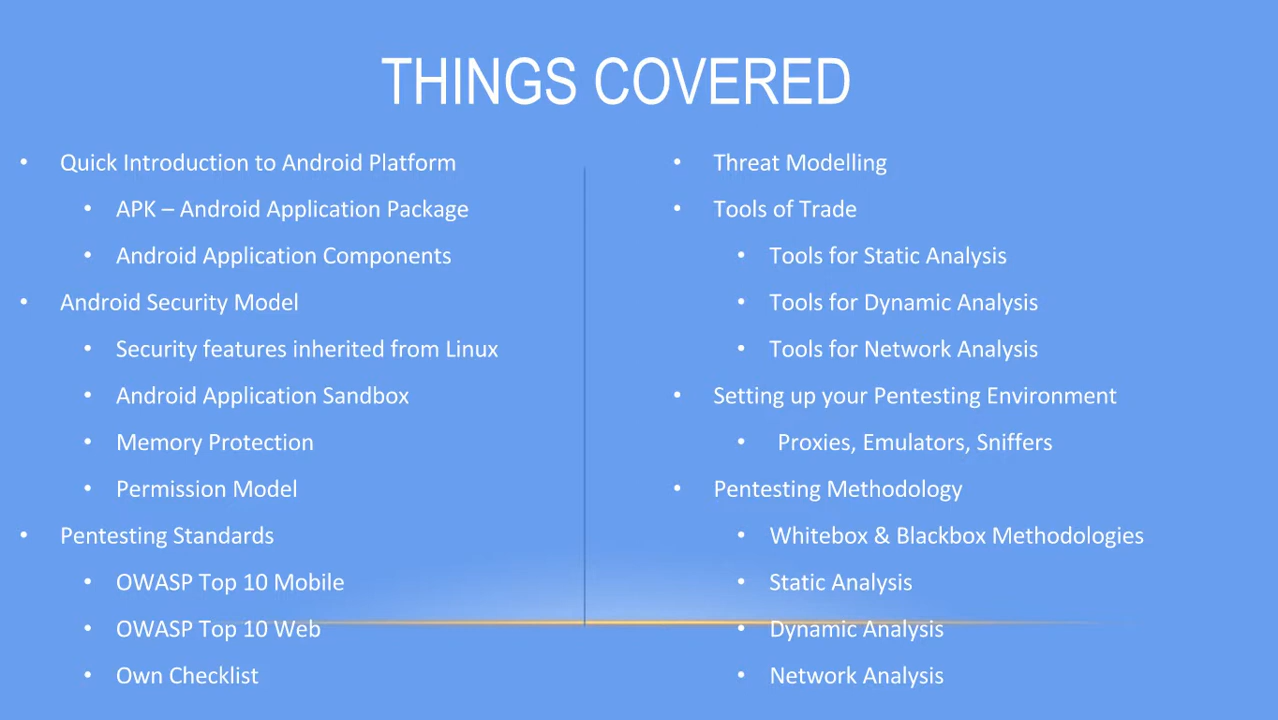 THINGS COVERED
• Quick Introduction to Android Platform
• APK – Android Application Package
• Android Application Components
• Android Security Model
• Security features inherited from Linux
• Android Application Sandbox
• Memory Protection
• Permission Model
• Pentesting Standards
• OWASP Top 10 Mobile
• OWASP Top 10 Web
• Own Checklist
• Threat Modelling
• Tools of Trade
• Tools for Static Analysis
• Tools for Dynamic Analysis
• Tools for Network Analysis
• Setting up your Pentesting Environment
• Proxies, Emulators, Sniffers
• Pentesting Methodology
• Whitebox & Blackbox Methodologies
• Static Analysis
• Dynamic Analysis
• Network Analysis